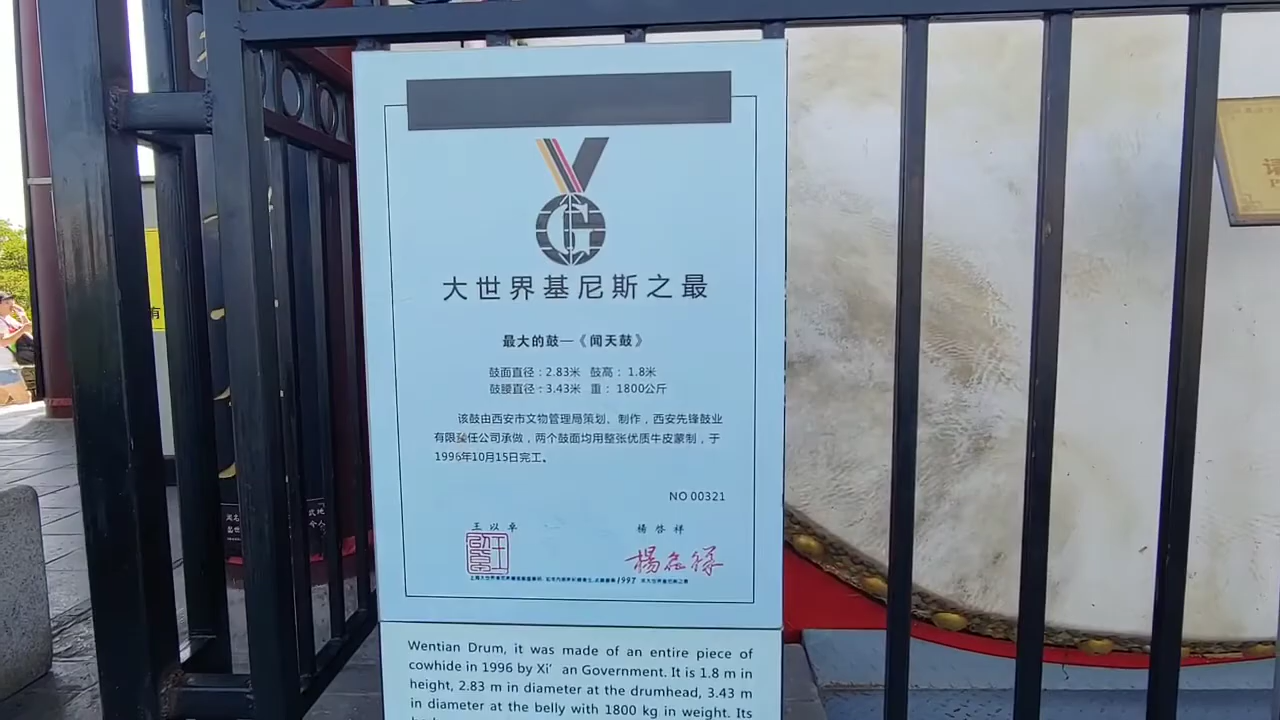 大世界基尼斯之最
最大的鼓—《闻天鼓》
鼓面直径：2.83米 鼓高：1.8米
鼓腰直径：3.43米 重：1800公斤
该鼓由西安市文物管理局策划、制作，西安先锋鼓业
有限责任公司承做，两个鼓面均用整张优质牛皮蒙制，于
1996年10月15日完工。
NO 00321
王以卓 杨启祥
1997
Wentian Drum, it was made of an entire piece of
cowhide in 1996 by Xi' an Government. It is 1.8 m in
height, 2.83 m in diameter at the drumhead, 3.43 m
in diameter at the belly with 1800 kg in weight. Its
有